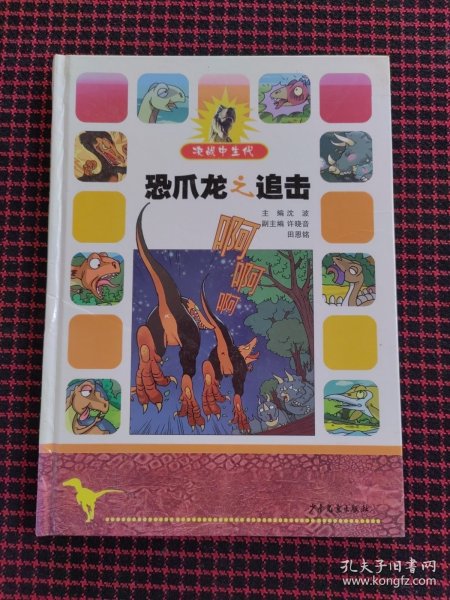 决战中生代
恐爪龙之追击
主 编 沈 波
副主编 许晓音
田恩铭
啊
啊
啊
少年儿童出版社
孔夫子旧书网
www.kongfz.com